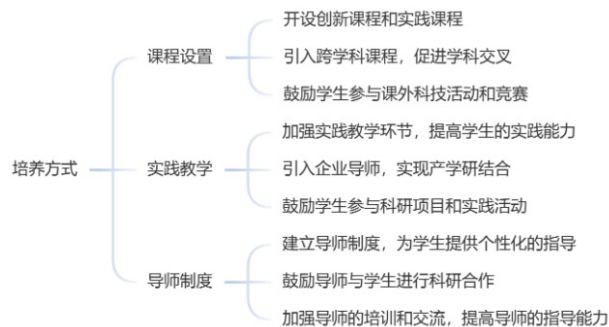 开设创新课程和实践课程
课程设置
引入跨学科课程，促进学科交叉
鼓励学生参与课外科技活动和竞赛
加强实践教学环节，提高学生的实践能力
培养方式
实践教学
引入企业导师，实现产学研结合
鼓励学生参与科研项目和实践活动
建立导师制度，为学生提供个性化的指导
导师制度
鼓励导师与学生进行科研合作
加强导师的培训和交流，提高导师的指导能力